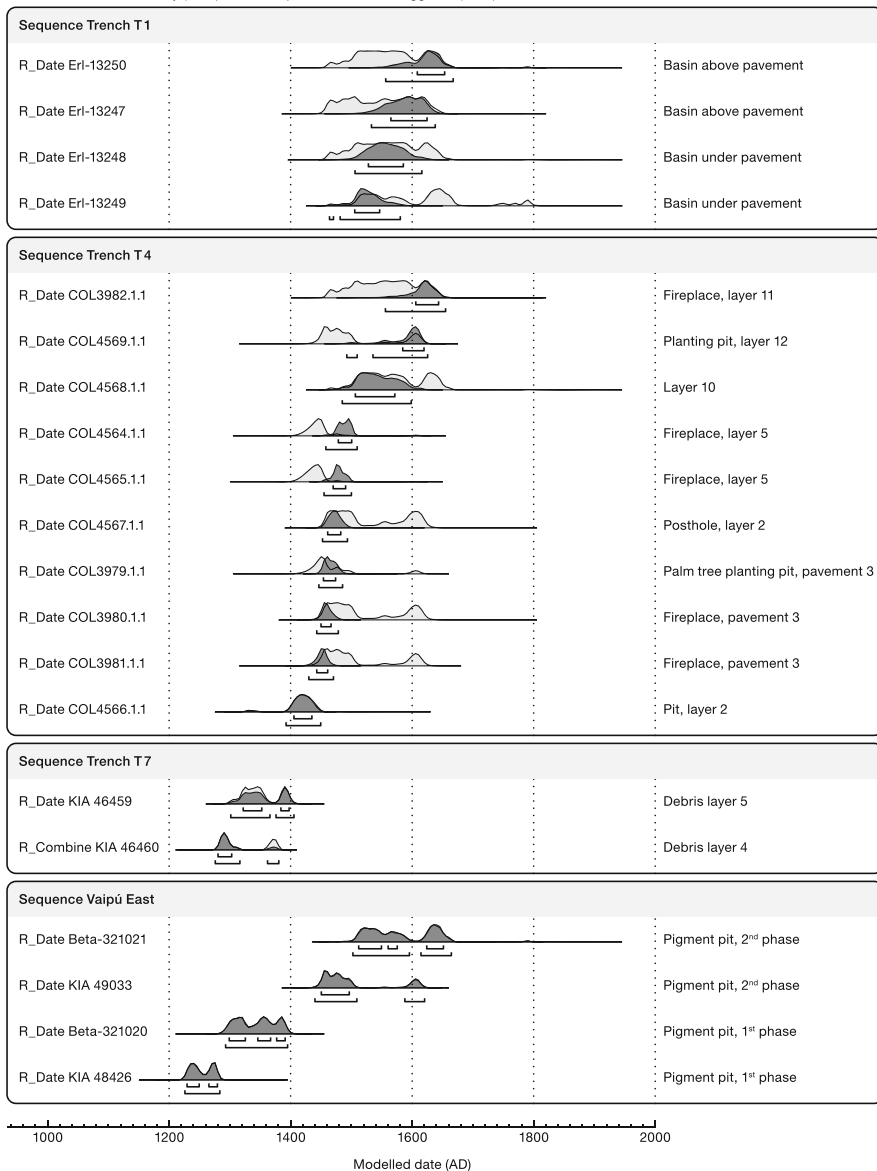 Sequence Trench T1
R_Date Erl-13250 Basin above pavement
R_Date Erl-13247 Basin above pavement
R_Date Erl-13248 Basin under pavement
R_Date Erl-13249 Basin under pavement
Sequence Trench T4
R_Date COL3982.1.1 Fireplace, layer 11
R_Date COL4569.1.1 Planting pit, layer 12
R_Date COL4568.1.1 Layer 10
R_Date COL4564.1.1 Fireplace, layer 5
R_Date COL4565.1.1 Fireplace, layer 5
R_Date COL4567.1.1 Posthole, layer 2
R_Date COL3979.1.1 Palm tree planting pit, pavement 3
R_Date COL3980.1.1 Fireplace, pavement 3
R_Date COL3981.1.1 Fireplace, pavement 3
R_Date COL4566.1.1 Pit, layer 2
Sequence Trench T7
R_Date KIA 46459 Debris layer 5
R_Combine KIA 46460 Debris layer 4
Sequence Vaipú East
R_Date Beta-321021 Pigment pit, 2nd phase
R_Date KIA 49033 Pigment pit, 2nd phase
R_Date Beta-321020 Pigment pit, 1st phase
R_Date KIA 48426 Pigment pit, 1st phase
1000 1200 1400 1600 1800 2000
Modelled date (AD)